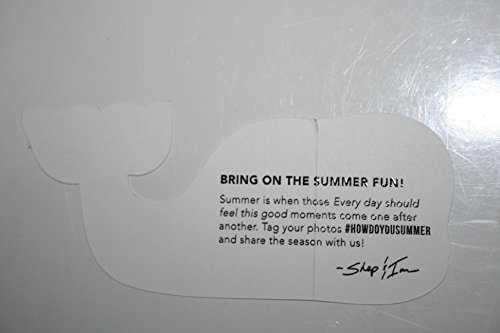 BRING ON THE SUMMER FUN!
Summer is when those Every day should
feel this good moments come one after
another. Tag your photos #HOWDOYOUSUMMER
and share the season with us!
-Shep & Ian